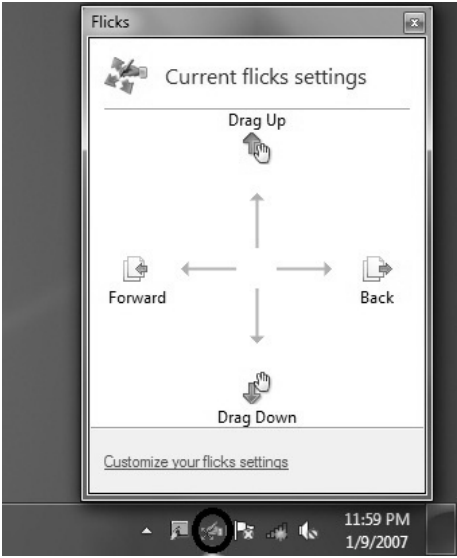 Flicks
Current flicks settings
Drag Up
Forward
Back
Drag Down
Customize your flicks settings
11:59 PM
1/9/2007